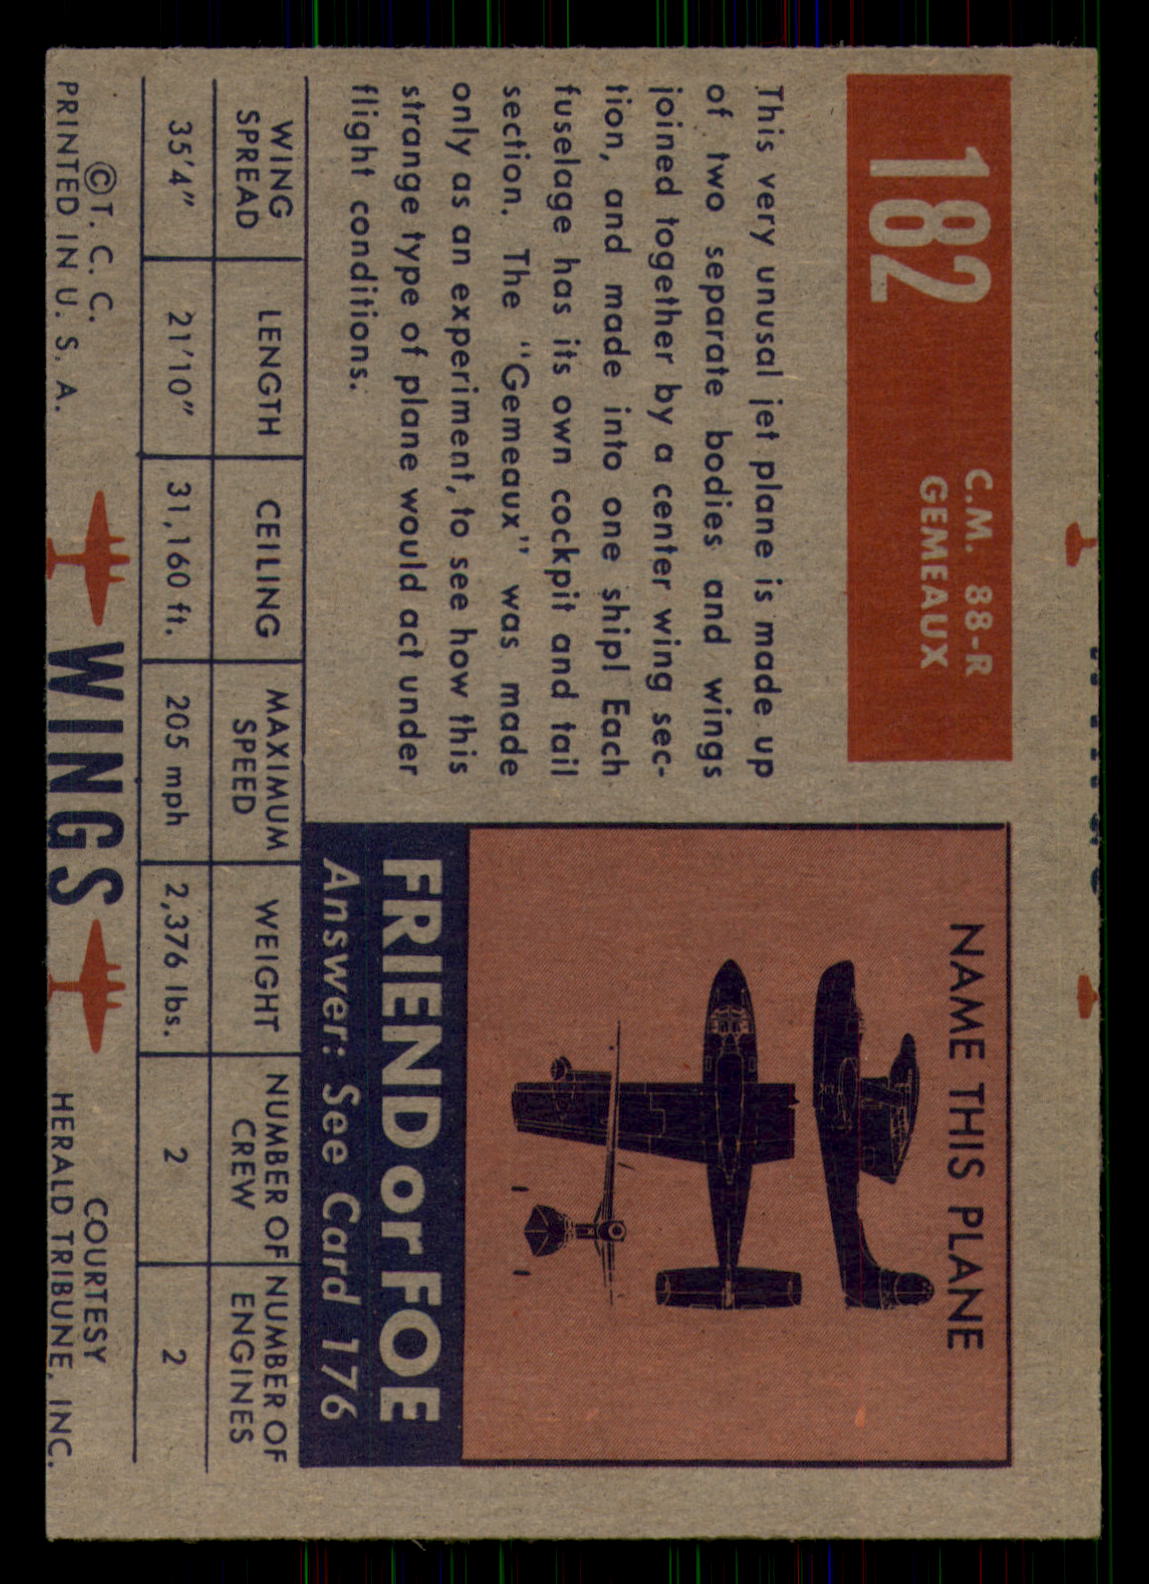 182
C.M. 88-R
GEMEAUX
This very unusal jet plane is made up
of two separate bodies and wings
joined together by a center wing sec-
tion, and made into one ship! Each
fuselage has its own cockpit and tail
section. The "Gemeaux" was made
only as an experiment, to see how this
strange type of plane would act under
flight conditions.
NAME THIS PLANE
FRIEND or FOE
Answer: See Card 176
WING SPREAD LENGTH CEILING MAXIMUM SPEED WEIGHT NUMBER OF CREW NUMBER OF ENGINES
35'4" 21'10" 31,160 ft. 205 mph 2,376 lbs. 2 2
©T. C. C.
PRINTED IN U. S. A.
WINGS
COURTESY
HERALD TRIBUNE, INC.